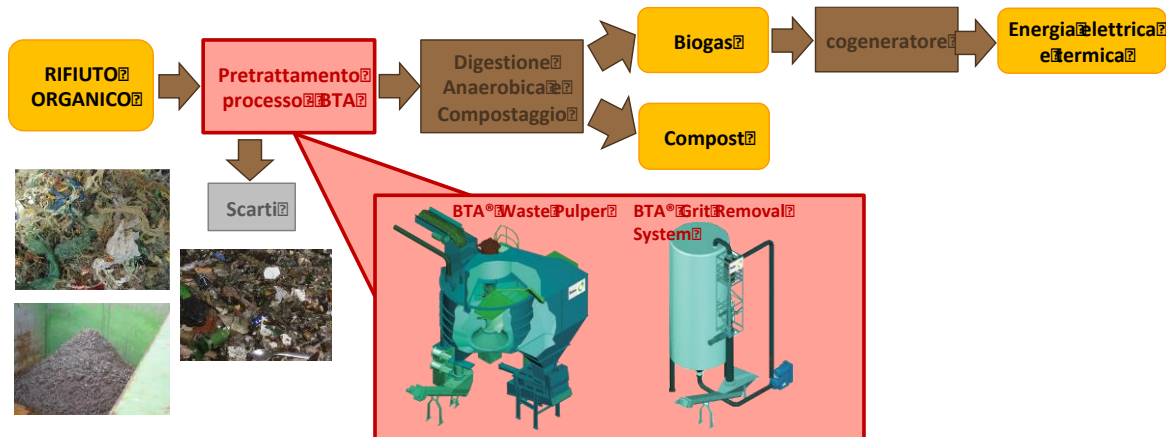 RIFIUTO
ORGANICO
Pretrattamento
processo - BTA
Digestione
Anaerobica e
Compostaggio
Biogas
cogeneratore
Energia elettrica
e termica
Compost
Scarti
BTA® Waste Pulper
BTA® Grit Removal
System